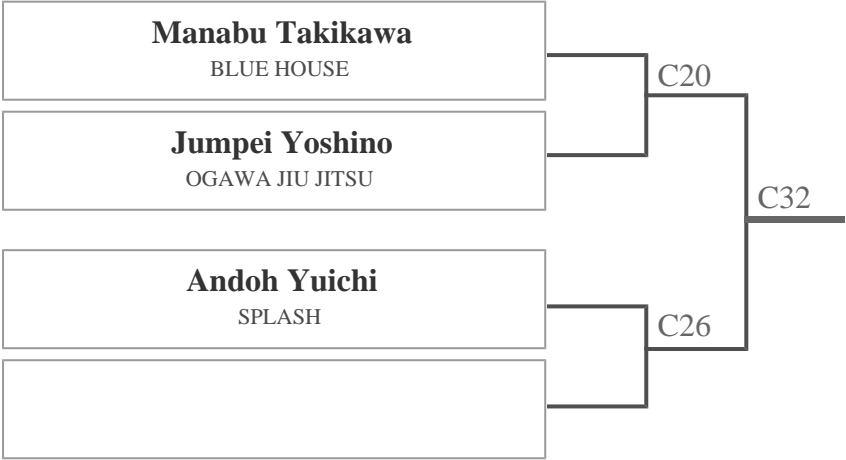 Manabu Takikawa
BLUE HOUSE
C20
Jumpei Yoshino
OGAWA JIU JITSU
C32
Andoh Yuichi
SPLASH
C26